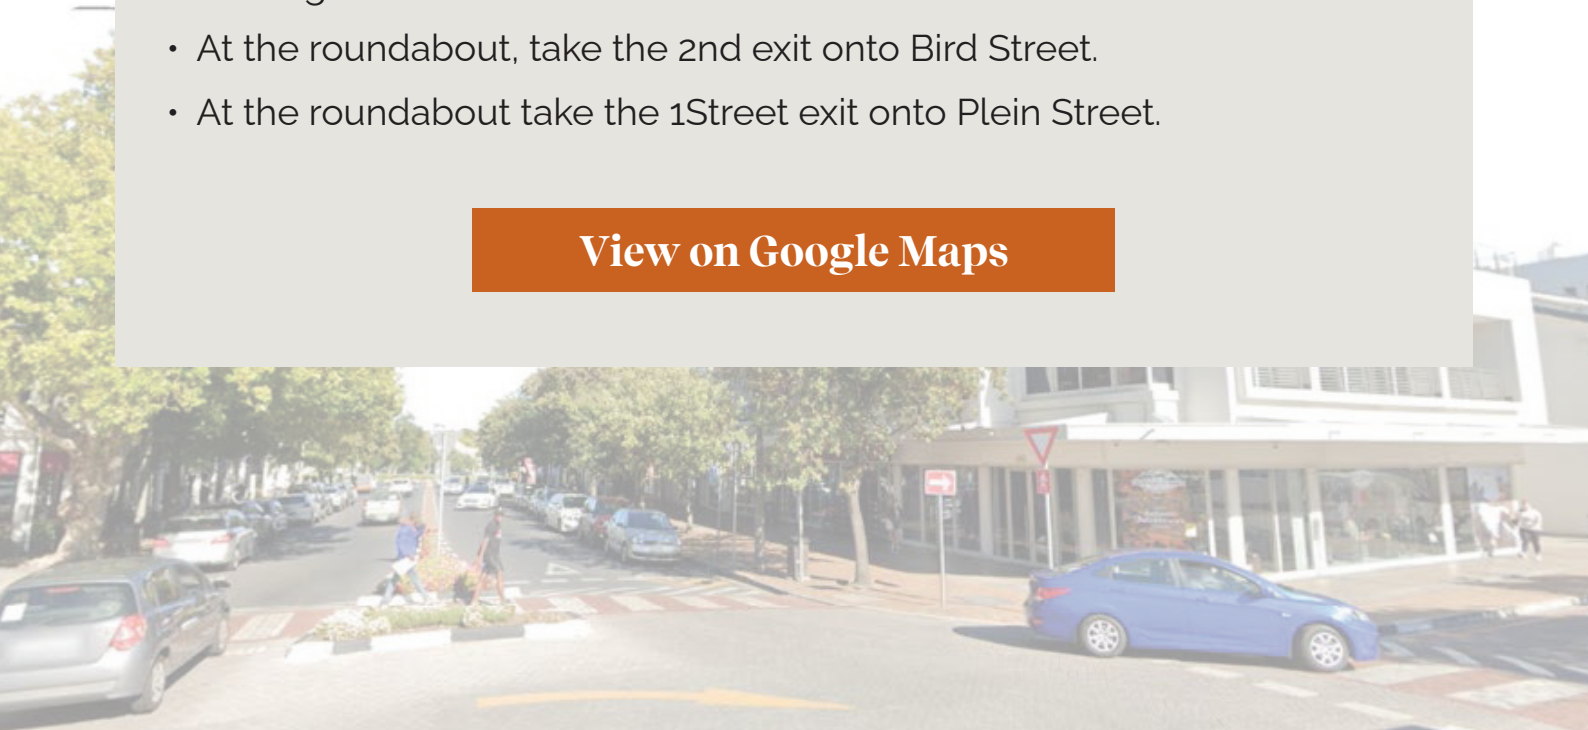 • At the roundabout, take the 2nd exit onto Bird Street.
• At the roundabout take the 1Street exit onto Plein Street.
View on Google Maps